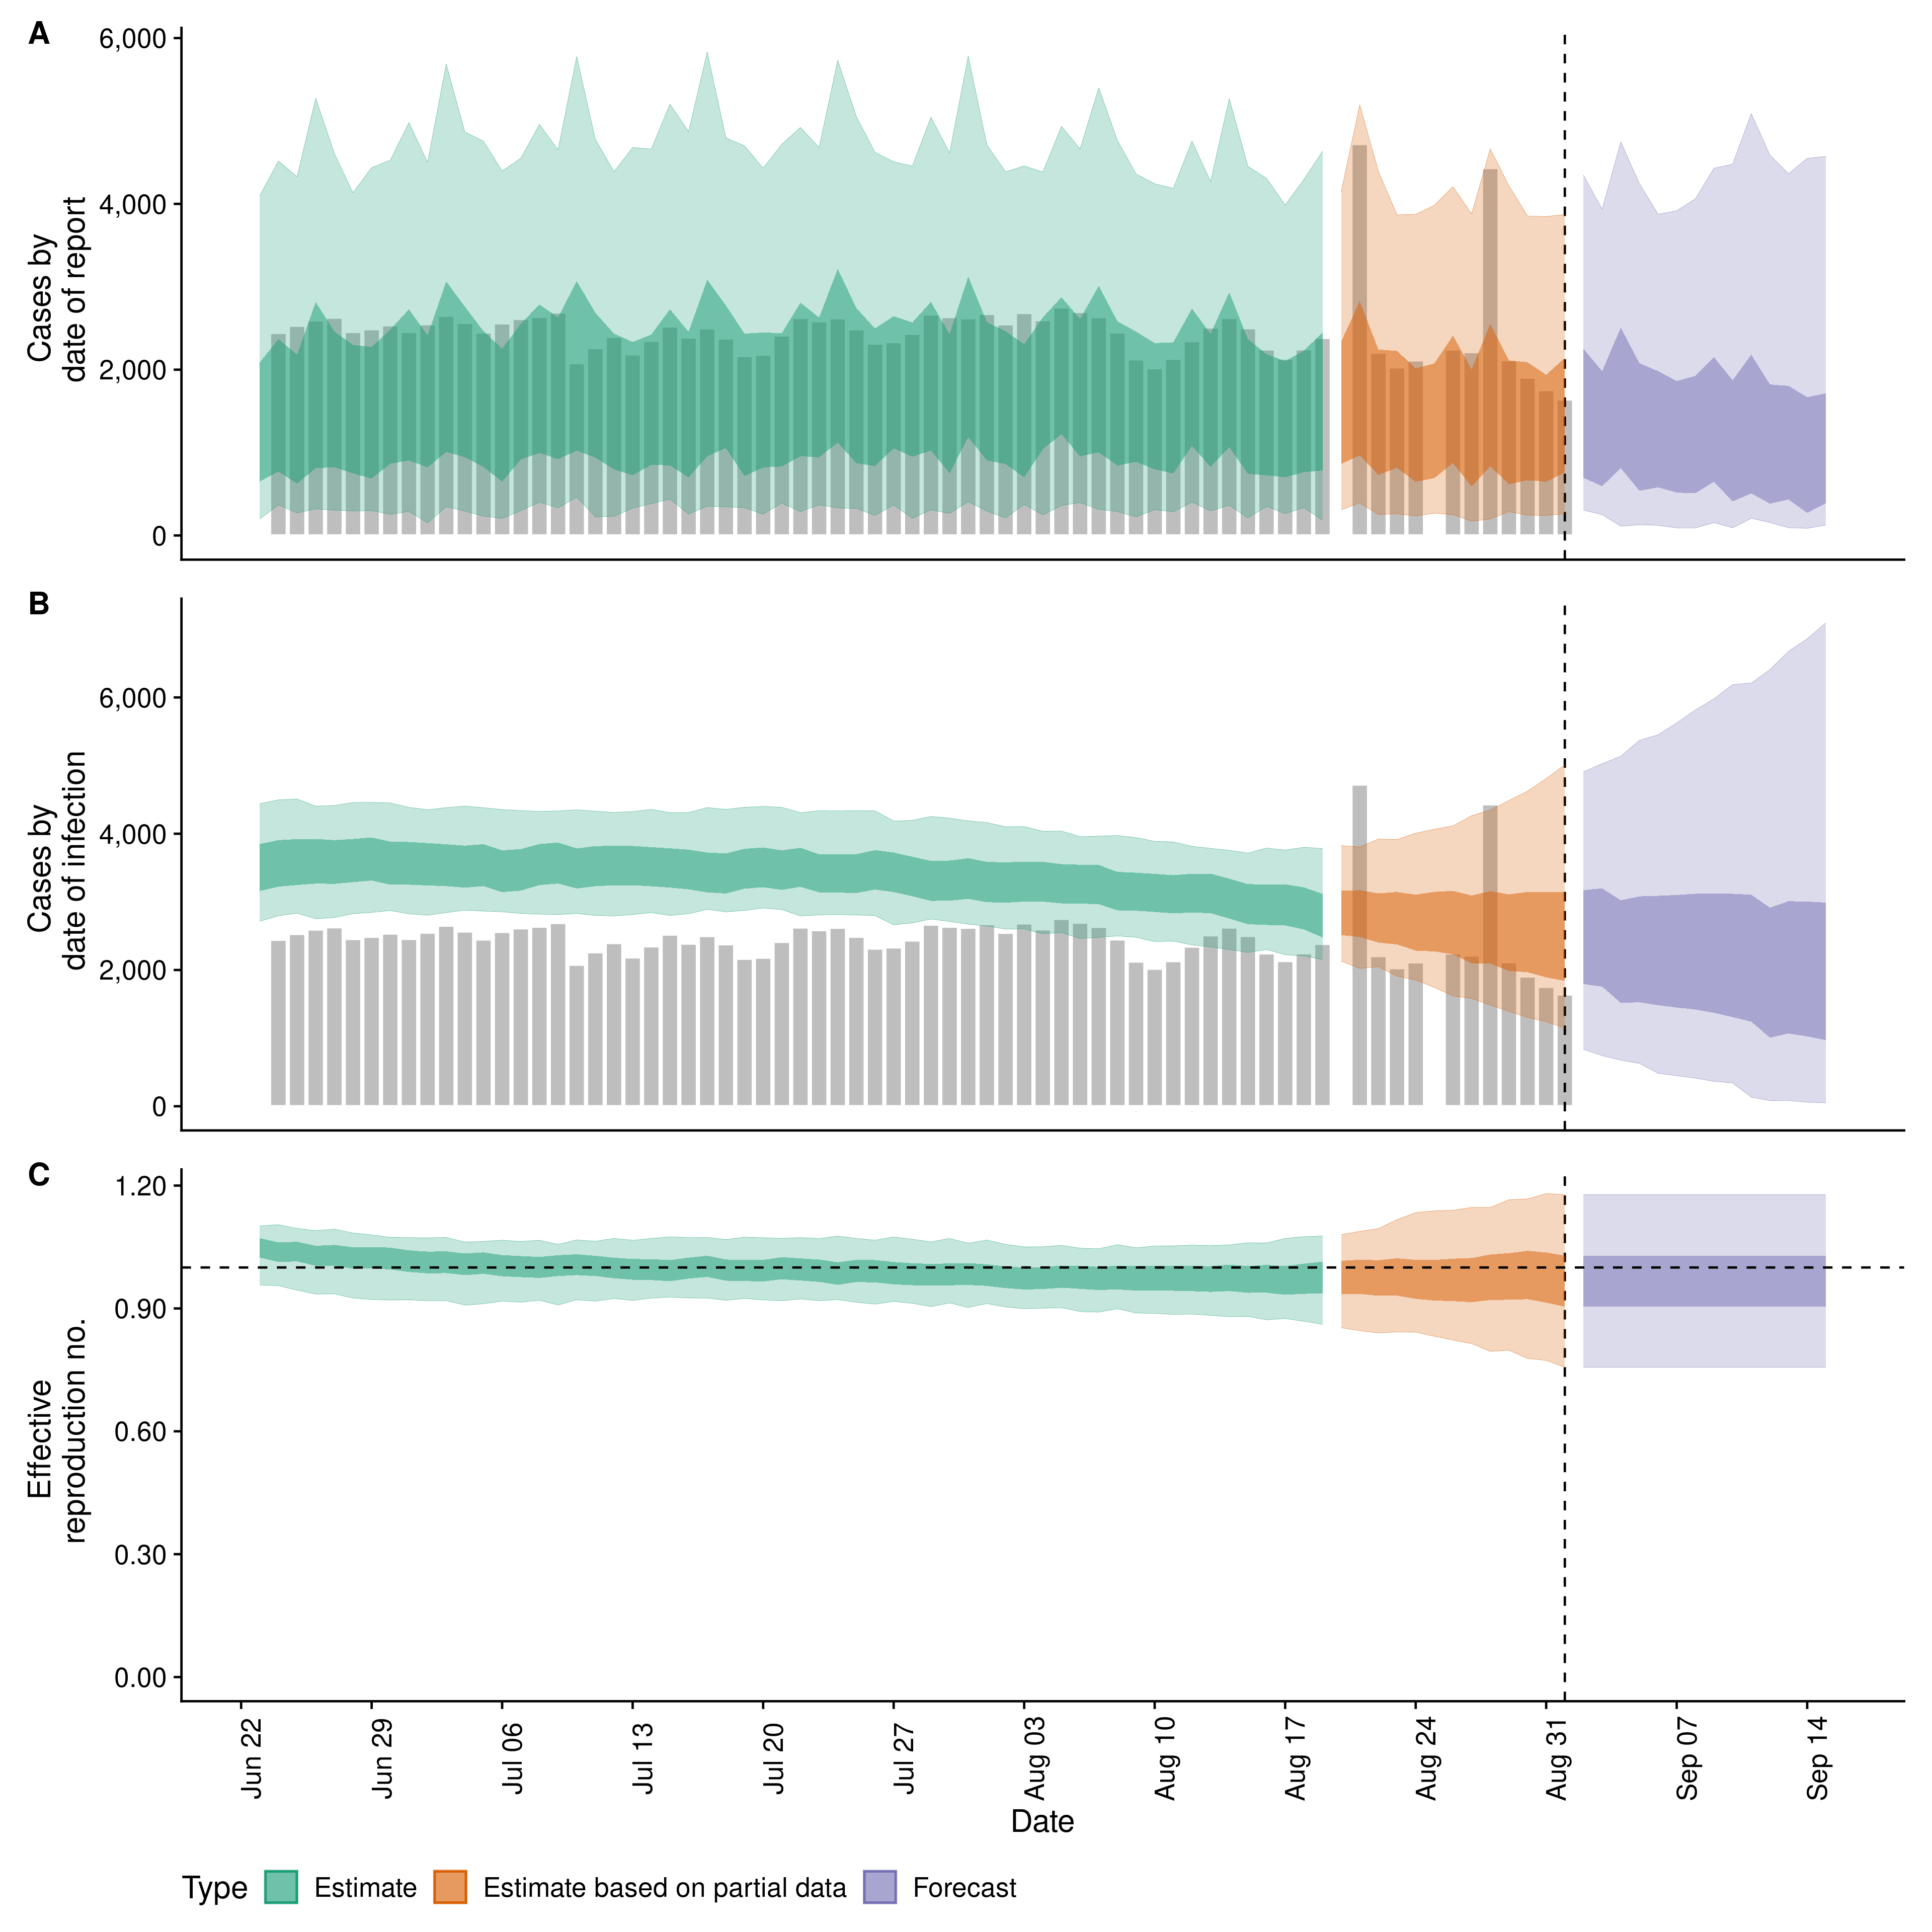 A
6,000
4,000
2,000
0
Cases by
date of report
B
6,000
4,000
2,000
0
Cases by
date of infection
C
1.20
0.90
0.60
0.30
0.00
Effective
reproduction no.
Jun 22
Jun 29
Jul 06
Jul 13
Jul 20
Jul 27
Aug 03
Aug 10
Aug 17
Aug 24
Aug 31
Sep 07
Sep 14
Date
Type Estimate Estimate based on partial data Forecast